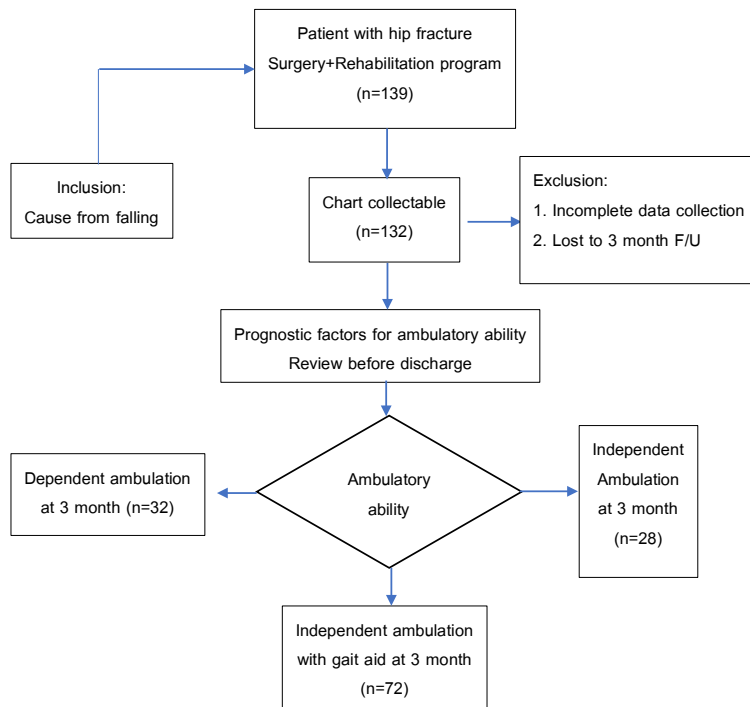 Patient with hip fracture
Surgery+Rehabilitation program
(n=139)
Inclusion:
Cause from falling
Chart collectable
(n=132)
Exclusion:
1. Incomplete data collection
2. Lost to 3 month F/U
Prognostic factors for ambulatory ability
Review before discharge
Dependent ambulation
at 3 month (n=32)
Ambulatory
ability
Independent
Ambulation
at 3 month
(n=28)
Independent ambulation
with gait aid at 3 month
(n=72)